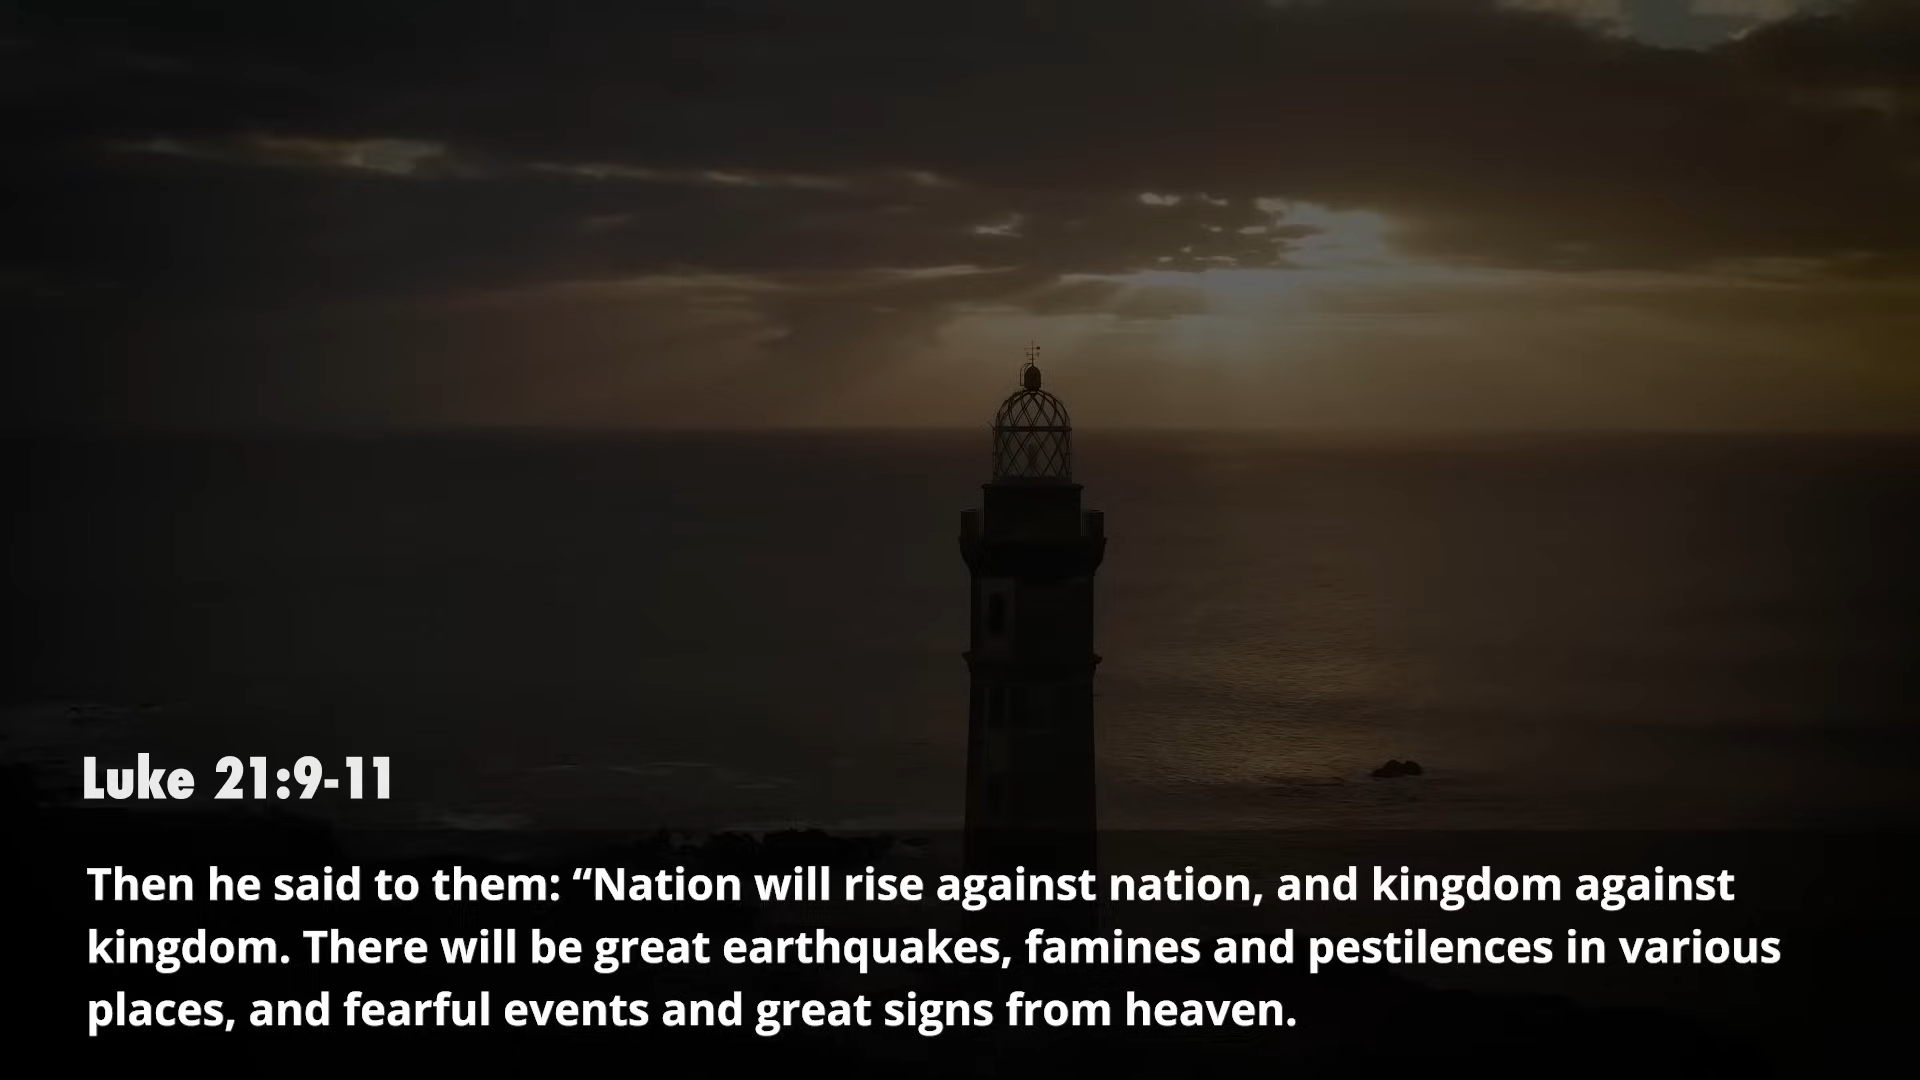 Luke 21:9-11
Then he said to them: “Nation will rise against nation, and kingdom against
kingdom. There will be great earthquakes, famines and pestilences in various
places, and fearful events and great signs from heaven.